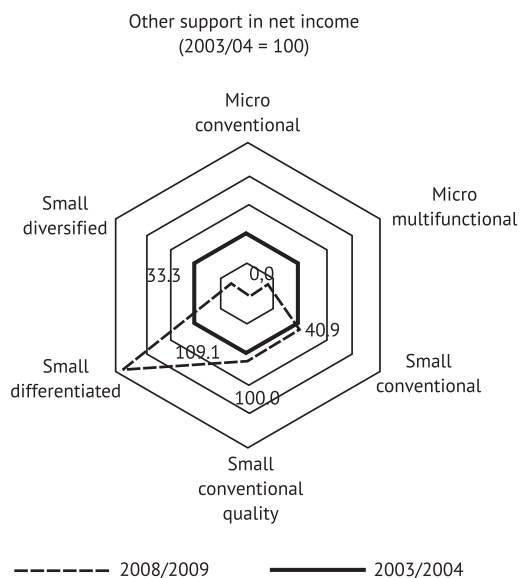 Other support in net income
(2003/04 = 100)
Micro
conventional
Micro
multifunctional
Small
diversified
33.3
0,0
40.9
109.1
Small
differentiated
Small
conventional
100.0
Small
conventional
quality
2008/2009
2003/2004